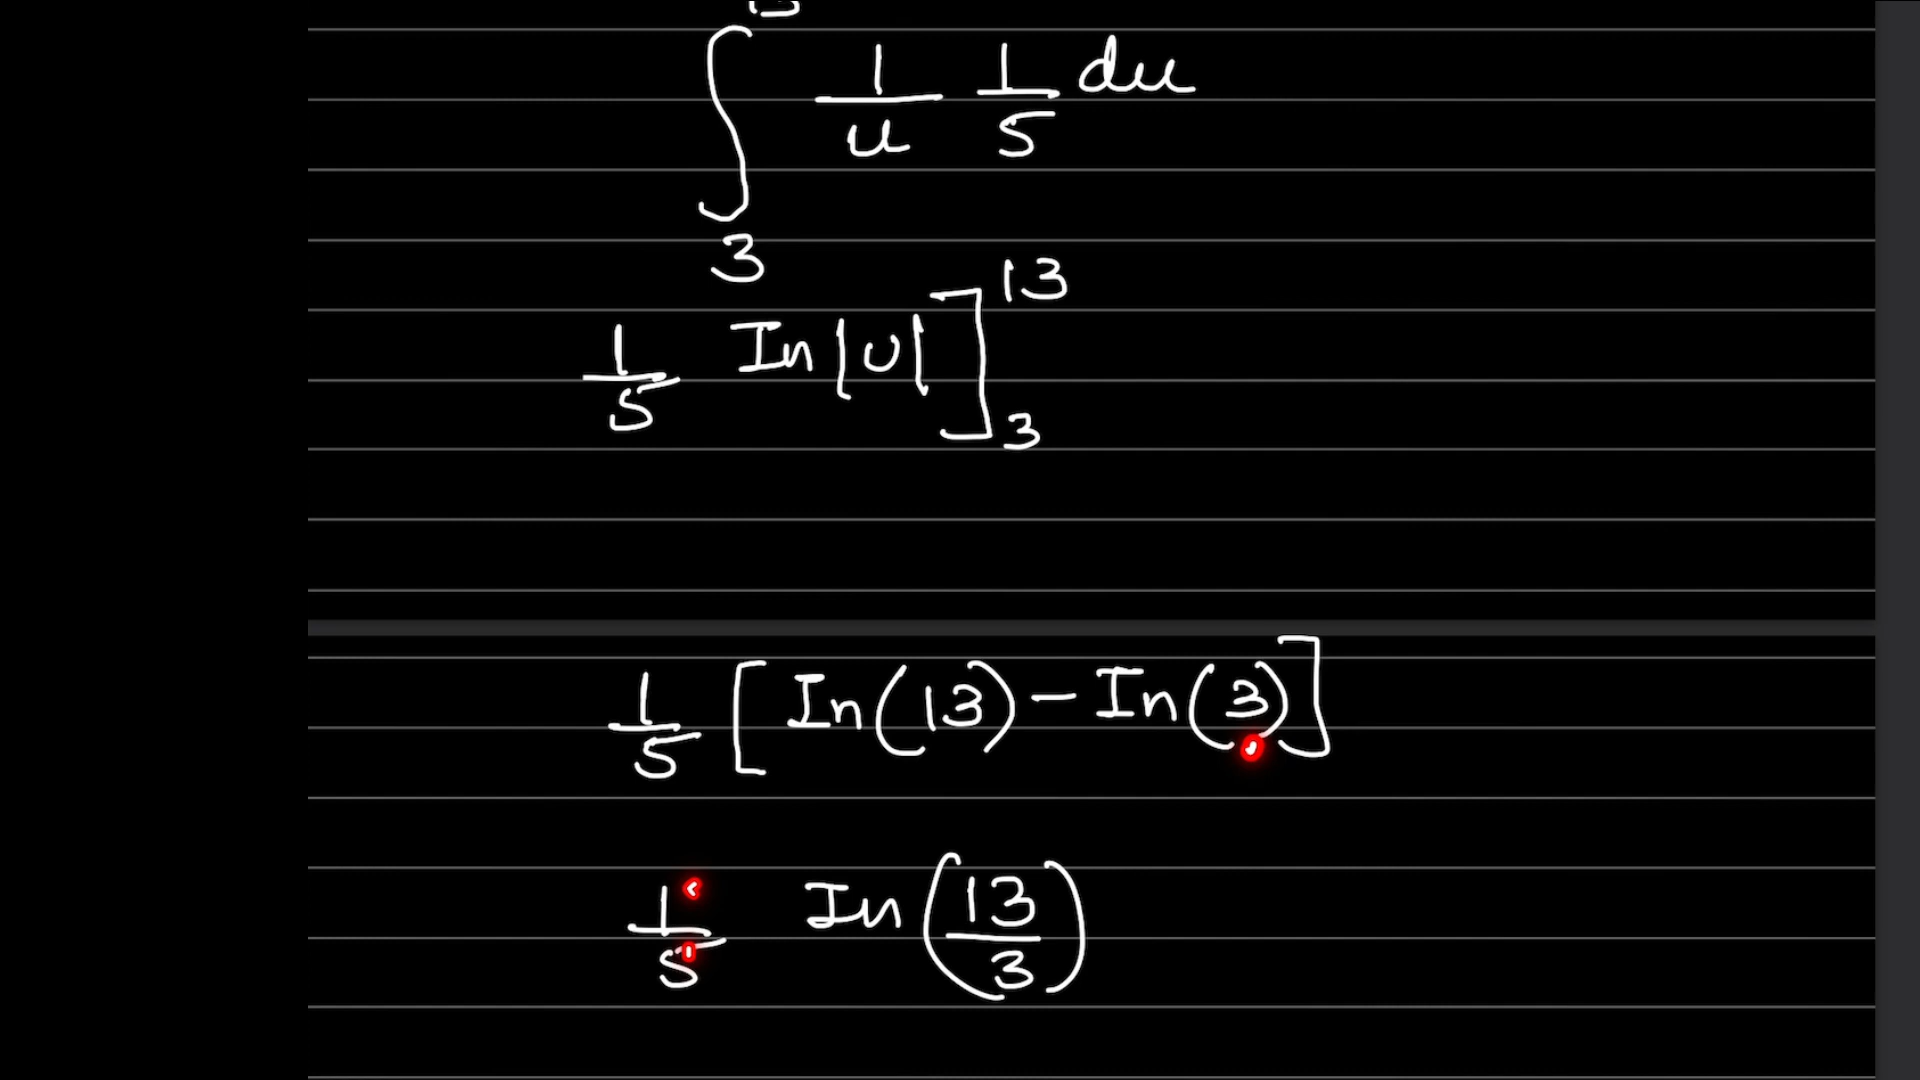 ∫₃ 1/u 1/5 du
1/5 In|u|]₃¹³
1/5 [In(13) - In(3)]
1/5 In(13/3)